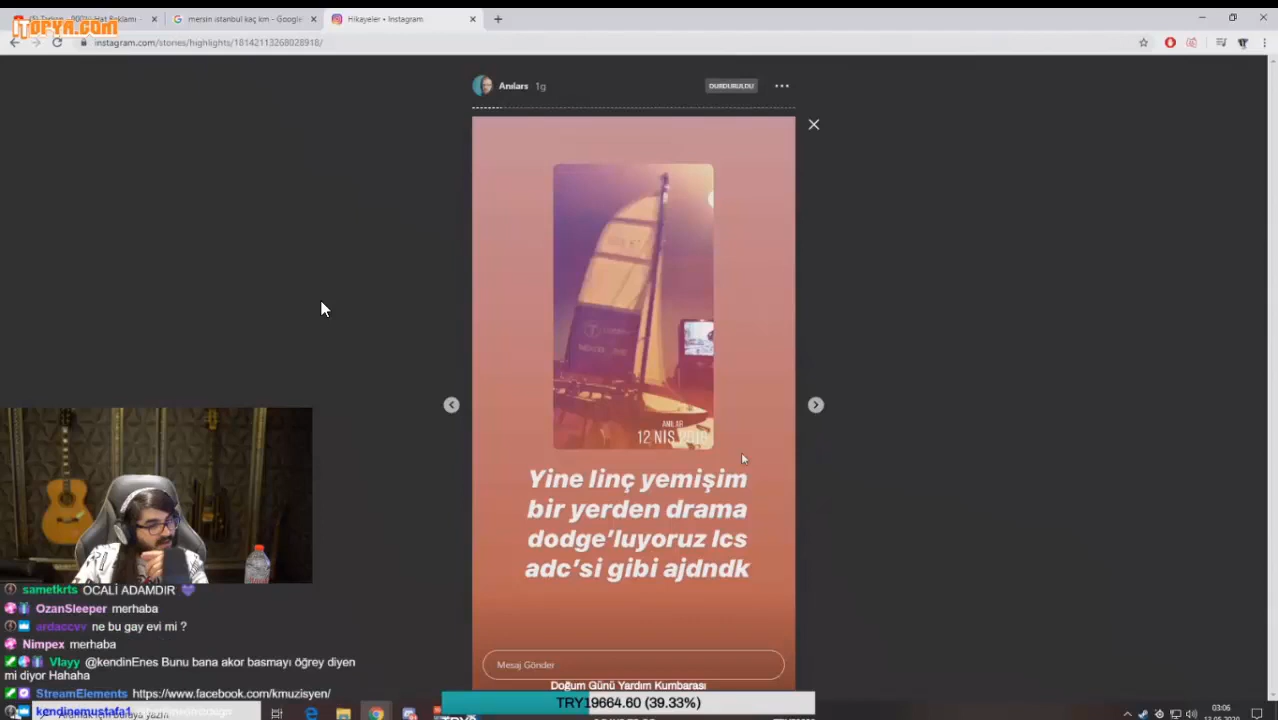 iTOPYA.COM
mersin istanbul kaç km - Google
Hikayeler • Instagram
instagram.com/stories/highlights/18142113268028918/
Anılars 1g
DURDURULDU
ANILAR
12 NİS
Yine linç yemişim
bir yerden drama
dodge'luyoruz lcs
adc'si gibi ajdndk
Mesaj Gönder
Doğum Günü Yardım Kumbarası
TRY19664.60 (39.33%)
sametkrts OCALİ ADAMDIR
OzanSleeper merhaba
ardaccvv ne bu gay evi mi ?
Nimpex merhaba
Vlayy @kendinEnes Bunu bana akor basmayı öğrey diyen
mi diyor Hahaha
StreamElements https://www.facebook.com/kmuzisyen/
kendinemustafa1
03:06